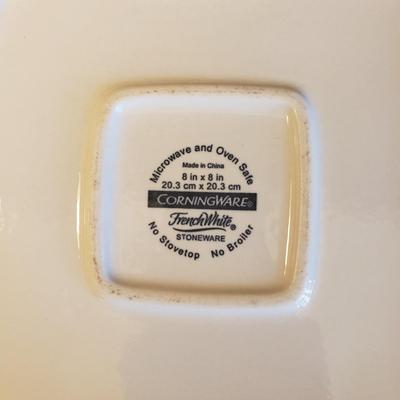 Microwave and Oven Safe
Made in China
8 in x 8 in
20.3 cm x 20.3 cm
CORNINGWARE®
FrenchWhite®
STONEWARE
No Stovetop No Broiler